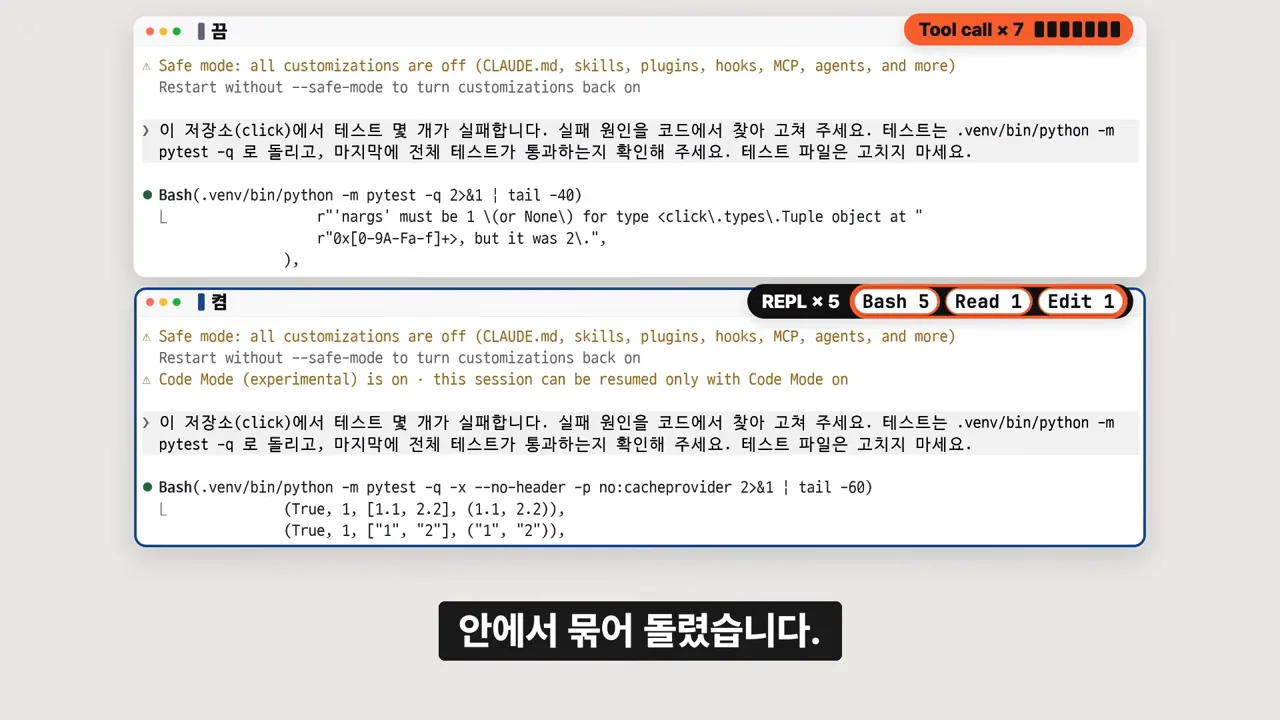 끔
Tool call × 7
⚠ Safe mode: all customizations are off (CLAUDE.md, skills, plugins, hooks, MCP, agents, and more)
Restart without --safe-mode to turn customizations back on
❯ 이 저장소(click)에서 테스트 몇 개가 실패합니다. 실패 원인을 코드에서 찾아 고쳐 주세요. 테스트는 .venv/bin/python -m
pytest -q 로 돌리고, 마지막에 전체 테스트가 통과하는지 확인해 주세요. 테스트 파일은 고치지 마세요.
● Bash(.venv/bin/python -m pytest -q 2>&1 | tail -40)
⎿ r"'nargs' must be 1 \(or None\) for type <click\.types\.Tuple object at "
r"0x[0-9A-Fa-f]+>, but it was 2\.",
),
켬
REPL × 5 Bash 5 Read 1 Edit 1
⚠ Safe mode: all customizations are off (CLAUDE.md, skills, plugins, hooks, MCP, agents, and more)
Restart without --safe-mode to turn customizations back on
⚠ Code Mode (experimental) is on · this session can be resumed only with Code Mode on
❯ 이 저장소(click)에서 테스트 몇 개가 실패합니다. 실패 원인을 코드에서 찾아 고쳐 주세요. 테스트는 .venv/bin/python -m
pytest -q 로 돌리고, 마지막에 전체 테스트가 통과하는지 확인해 주세요. 테스트 파일은 고치지 마세요.
● Bash(.venv/bin/python -m pytest -q -x --no-header -p no:cacheprovider 2>&1 | tail -60)
⎿ (True, 1, [1.1, 2.2], (1.1, 2.2)),
(True, 1, ["1", "2"], ("1", "2")),
안에서 묶어 돌렸습니다.